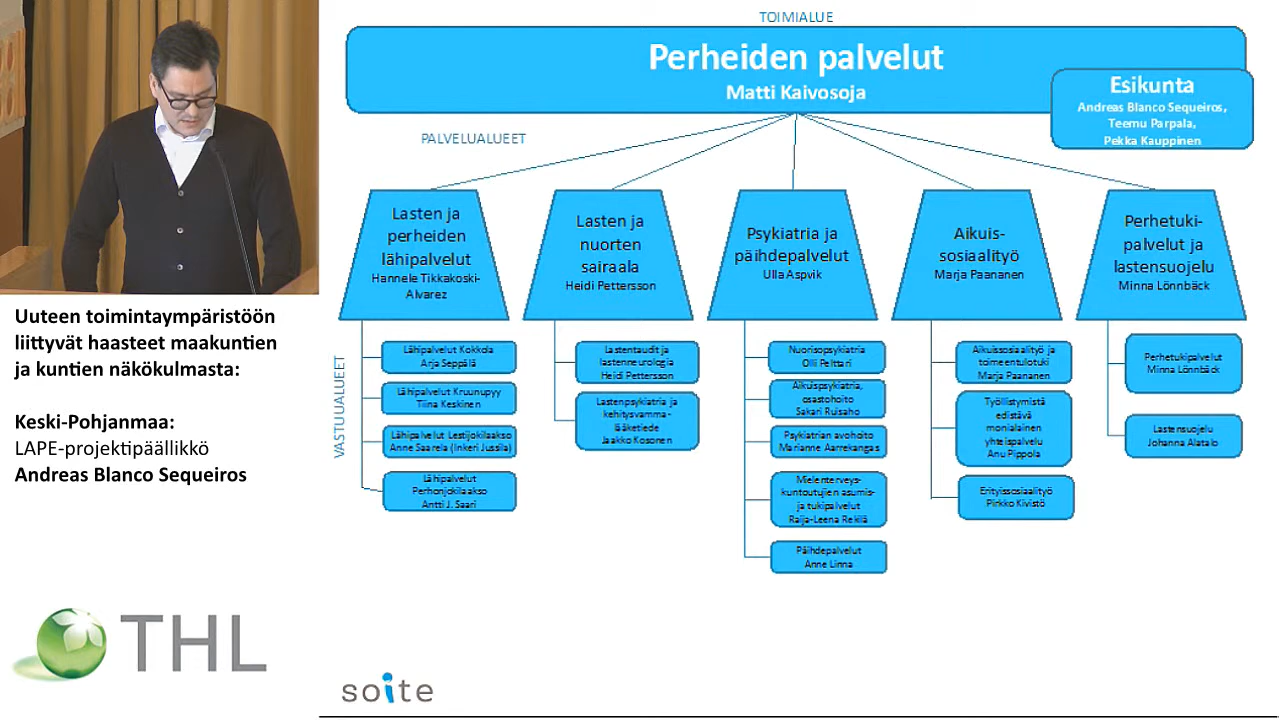 TOIMIALUE
Perheiden palvelut
Matti Kaivosoja
Esikunta
Andreas Blanco Sequeiros,
Teemu Parpala,
Pekka Kauppinen
PALVELUALUEET
Lasten ja
perheiden
lähipalvelut
Hannele Tikkakoski-
Alvarez
Lasten ja
nuorten
sairaala
Heidi Pettersson
Psykiatria ja
päihdepalvelut
Ulla Aspvik
Aikuis-
sosiaalityö
Marja Paananen
Perhetuki-
palvelut ja
lastensuojelu
Minna Lönnbäck
VASTUUALUEET
Lähipalvelut Kokkola
Arja Seppälä
Lähipalvelut Kruunupyy
Tiina Keskinen
Lähipalvelut Lestijokilaakso
Anne Saarela (Inkeri Jussila)
Lähipalvelut
Perhonjokilaakso
Antti J. Saari
Lastentaudit ja
lastenneurologia
Heidi Pettersson
Lastenpsykiatria ja
kehitysvamma-
lääketiede
Jaakko Kosonen
Nuorisopsykiatria
Olli Pelttari
Aikuispsykiatria,
osastohoito
Sakari Ruisaho
Psykiatrian avohoito
Marianne Aarrekangas
Mielenterveys-
kuntoutujien asumis-
ja tukipalvelut
Raija-Leena Rekilä
Päihdepalvelut
Anne Linna
Aikuissosiaalityö ja
toimeentulotuki
Marja Paananen
Työllistymistä
edistävä
monialainen
yhteispalvelu
Anu Pippola
Erityissosiaalityö
Pirkko Kivistö
Perhetukipalvelut
Minna Lönnbäck
Lastensuojelu
Johanna Alatalo
Uuteen toimintaympäristöön
liittyvät haasteet maakuntien
ja kuntien näkökulmasta:
Keski-Pohjanmaa:
LAPE-projektipäällikkö
Andreas Blanco Sequeiros
THL
soite